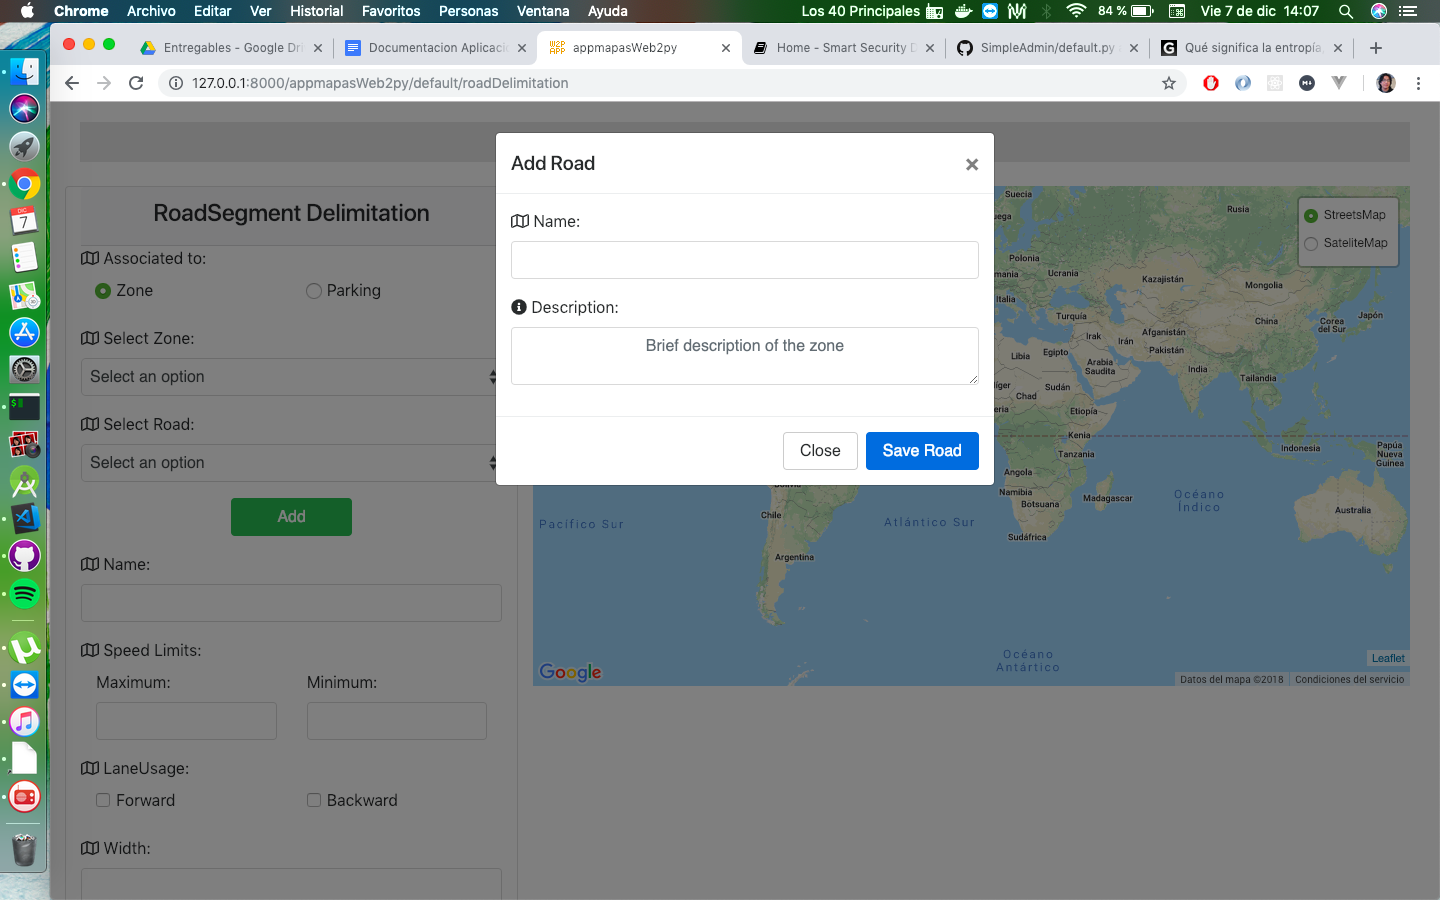 Chrome Archivo Editar Ver Historial Favoritos Personas Ventana Ayuda Los 40 Principales 84 % Vie 7 de dic 14:07
Entregables - Google Dri
Documentacion Aplicaci
appmapasWeb2py
Home - Smart Security D
SimpleAdmin/default.py
Qué significa la entropía,
127.0.0.1:8000/appmapasWeb2py/default/roadDelimitation
Add Road
×
Name:
Description:
Brief description of the zone
Close
Save Road
RoadSegment Delimitation
Associated to:
Zone
Parking
Select Zone:
Select an option
Select Road:
Select an option
Add
Name:
Speed Limits:
Maximum:
Minimum:
LaneUsage:
Forward
Backward
Width:
StreetsMap
SateliteMap
Suecia
Rusia
Polonia
Ucrania
Kazajistán
Mongolia
Italia
Turquía
Afganistán
China
Corea
del Sur
Japón
Irak
Irán
Pakistán
Libia
Egipto
Arabia
Saudita
India
Tailandia
Chad
Sudán
Etiopía
Kenia
Tanzania
Indonesia
Papúa
Nueva
Guinea
Angola
Namibia
Botsuana
Madagascar
Sudáfrica
Océano
Índico
Australia
Bolivia
Chile
Argentina
Pacífico Sur
Atlántico Sur
Océano
Antártico
Google
Leaflet
Datos del mapa ©2018
Condiciones del servicio